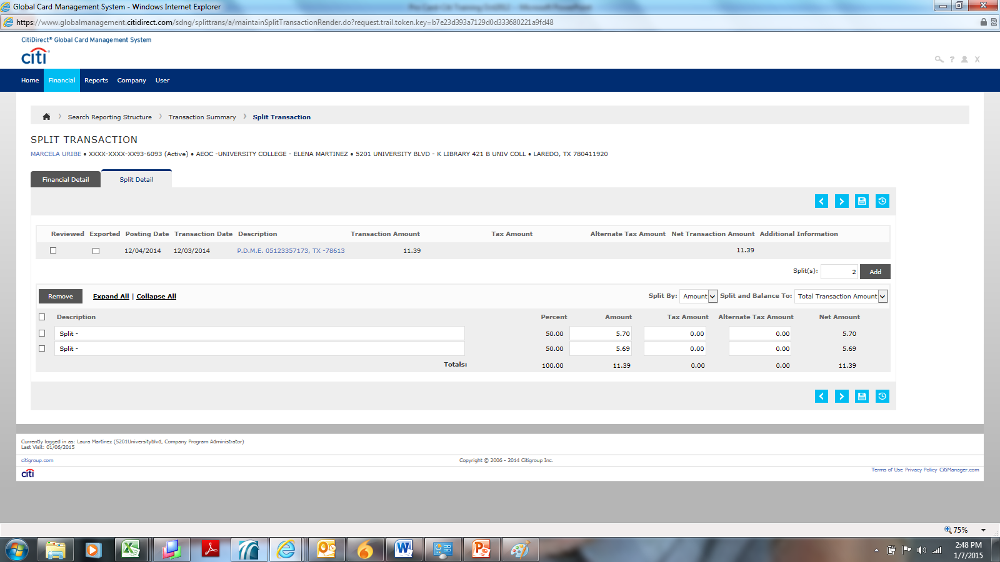 Global Card Management System - Windows Internet Explorer
https://www.globalmanagement.citidirect.com/sdng/splittrans/a/maintainSplitTransactionRender.do?request.trail.token.key=b7e23d393a7129d0d333680221a9fd48
CitiDirect® Global Card Management System
citi
Home Financial Reports Company User
Search Reporting Structure Transaction Summary Split Transaction
SPLIT TRANSACTION
MARCELA URIBE • XXXX-XXXX-XX93-6093 (Active) • AEOC -UNIVERSITY COLLEGE - ELENA MARTINEZ • 5201 UNIVERSITY BLVD - K LIBRARY 421 B UNIV COLL • LAREDO, TX 780411920
Financial Detail Split Detail
Reviewed Exported Posting Date Transaction Date Description Transaction Amount Tax Amount Alternate Tax Amount Net Transaction Amount Additional Information
12/04/2014 12/03/2014 P.D.M.E. 05123357173, TX -78613 11.39 11.39
Split(s): 2 Add
Remove Expand All | Collapse All Split By: Amount Split and Balance To: Total Transaction Amount
Description Percent Amount Tax Amount Alternate Tax Amount Net Amount
Split - 50.00 5.70 0.00 0.00 5.70
Split - 50.00 5.69 0.00 0.00 5.69
Totals: 100.00 11.39 0.00 0.00 11.39
Currently logged in as: Laura Martinez (5201Universityblvd, Company Program Administrator)
Last Visit: 01/06/2015
citigroup.com Copyright © 2006 - 2014 Citigroup Inc.
Terms of Use Privacy Policy CitiManager.com
citi
75%
2:48 PM
1/7/2015